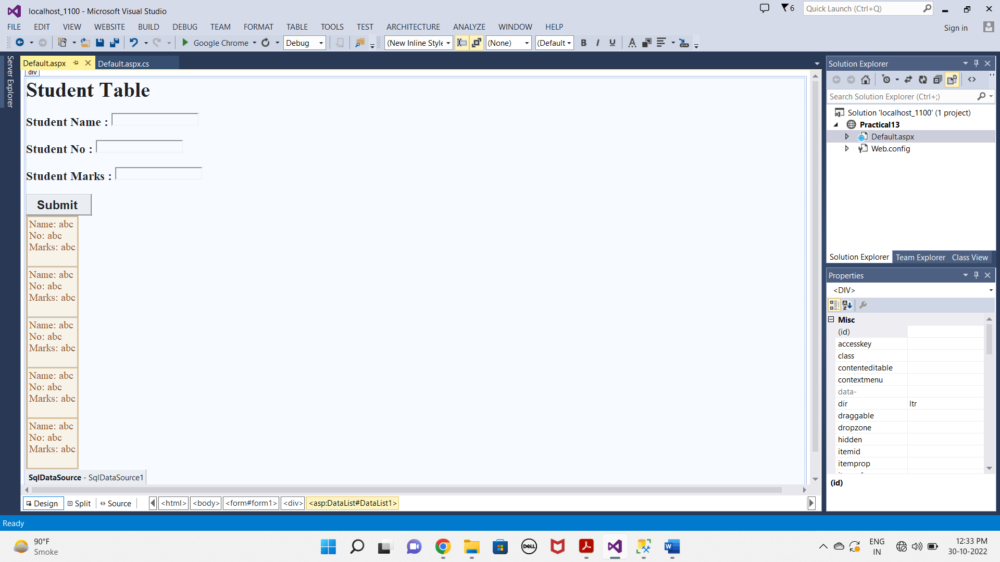 localhost_1100 - Microsoft Visual Studio
6
Quick Launch (Ctrl+Q)
FILE EDIT VIEW WEBSITE BUILD DEBUG TEAM FORMAT TABLE TOOLS TEST ARCHITECTURE ANALYZE WINDOW HELP
Sign in
Google Chrome Debug (New Inline Style (None) (Default B I U A
Server Explorer
Default.aspx Default.aspx.cs
div
Student Table
Student Name :
Student No :
Student Marks :
Submit
Name: abc
No: abc
Marks: abc
Name: abc
No: abc
Marks: abc
Name: abc
No: abc
Marks: abc
Name: abc
No: abc
Marks: abc
Name: abc
No: abc
Marks: abc
SqlDataSource - SqlDataSource1
Design Split Source <html> <body> <form#form1> <div> <asp:DataList#DataList1>
Solution Explorer
Search Solution Explorer (Ctrl+;)
Solution 'localhost_1100' (1 project)
Practical13
Default.aspx
Web.config
Solution Explorer Team Explorer Class View
Properties
<DIV>
Misc
(id)
accesskey
class
contenteditable
contextmenu
data-
dir ltr
draggable
dropzone
hidden
itemid
itemprop
(id)
Ready
90°F
Smoke
DELL
ENG
IN
12:33 PM
30-10-2022